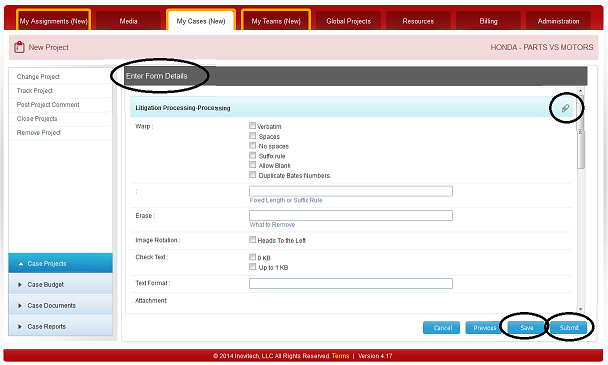 My Assignments (New) Media My Cases (New) My Teams (New) Global Projects Resources Billing Administration
New Project HONDA - PARTS VS MOTORS
Change Project
Track Project
Post Project Comment
Close Projects
Remove Project
Case Projects
Case Budget
Case Documents
Case Reports
Enter Form Details
Litigation Processing-Processing
Warp : Verbatim
Spaces
No spaces
Suffix rule
Allow Blank
Duplicate Bates Numbers.
:
Fixed Length or Suffix Rule
Erase :
What to Remove
Image Rotation : Heads To the Left
Check Text : 0 KB
Up to 1 KB
Text Format :
Attachment
Cancel Previous Save Submit
© 2014 Inovitech, LLC All Rights Reserved. Terms | Version 4.17